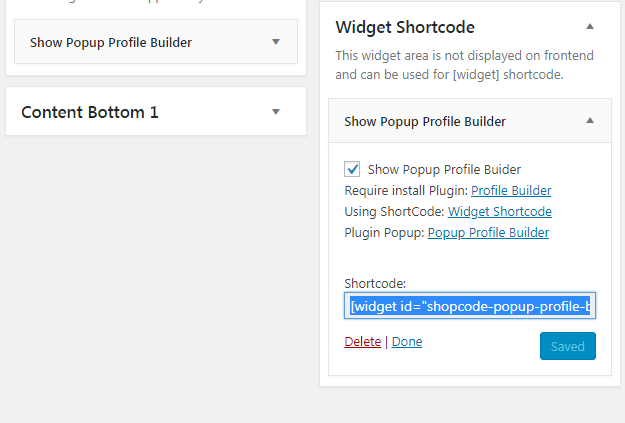 Show Popup Profile Builder
Content Bottom 1
Widget Shortcode
This widget area is not displayed on frontend
and can be used for [widget] shortcode.
Show Popup Profile Builder
Show Popup Profile Buider
Require install Plugin: Profile Builder
Using ShortCode: Widget Shortcode
Plugin Popup: Popup Profile Builder
Shortcode:
[widget id="shopcode-popup-profile-b
Delete | Done
Saved